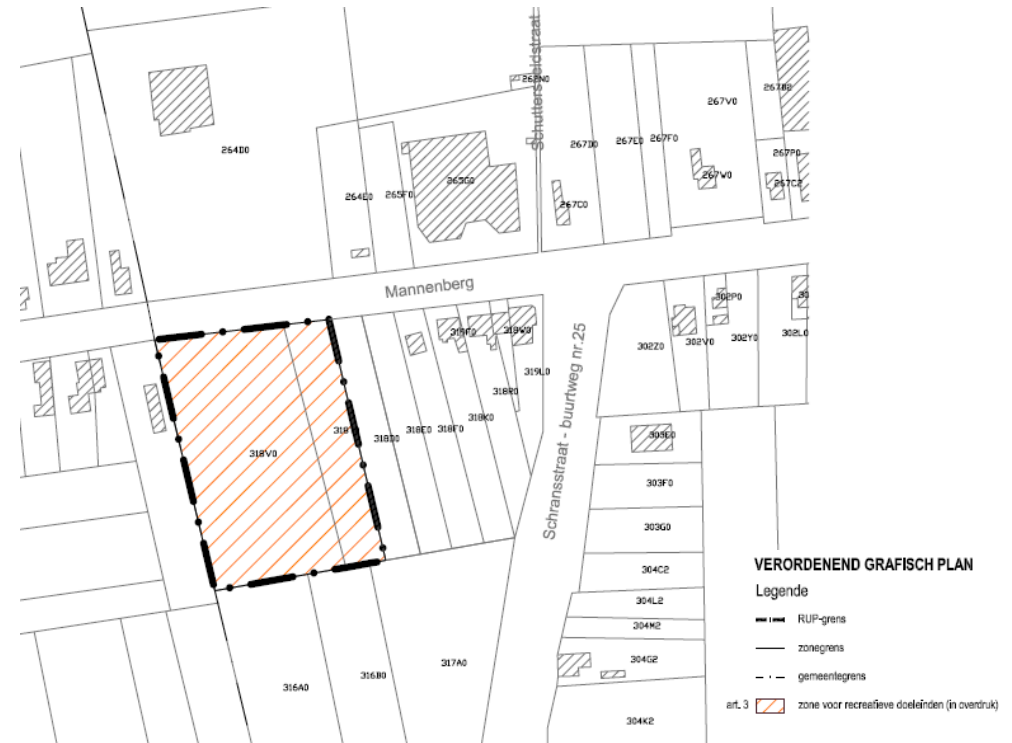 Schuttersveldstraat
262N0
267B2
267V0
264D0
267D0
267E0
267F0
267P0
265G0
267W0
267C2
264E0
265F0
267C0
Mannenberg
302P0
318W0
302Z0
302V0
302Y0
302L0
319L0
318R0
318V0
318D0
318E0
318F0
318K0
303E0
Schransstraat - buurtweg nr.25
303F0
303G0
304C2
304L2
304M2
304G2
317A0
316B0
316A0
304K2
VERORDENEND GRAFISCH PLAN
Legende
RUP-grens
zonegrens
gemeentegrens
art. 3 zone voor recreatieve doeleinden (in overdruk)